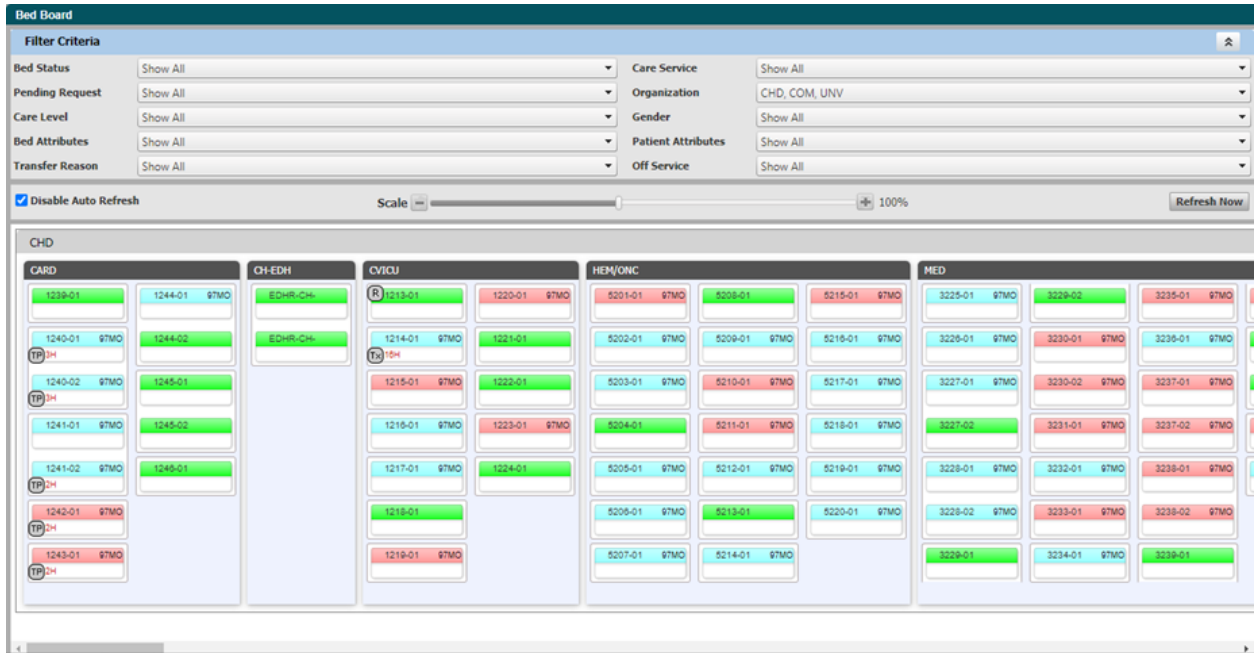 Bed Board
Filter Criteria
Bed Status Show All Care Service Show All
Pending Request Show All Organization CHD, COM, UNV
Care Level Show All Gender Show All
Bed Attributes Show All Patient Attributes Show All
Transfer Reason Show All Off Service Show All
Disable Auto Refresh Scale 100% Refresh Now
CHD
CARD CH-EDH CVICU HEM/ONC MED
1239-01 1244-01 97MO EDHR-CH- R 1213-01 1220-01 97MO 5201-01 97MO 5208-01 5215-01 97MO 3225-01 97MO 3229-02 3235-01 97MO
1240-01 97MO 1244-02 EDHR-CH- 1214-01 97MO 1221-01 5202-01 97MO 5209-01 97MO 5216-01 97MO 3226-01 97MO 3230-01 97MO 3236-01 97MO
TP 3H Tx 16H
1240-02 97MO 1245-01 1215-01 97MO 1222-01 5203-01 97MO 5210-01 97MO 5217-01 97MO 3227-01 97MO 3230-02 97MO 3237-01 97MO
TP 3H
1241-01 97MO 1245-02 1216-01 97MO 1223-01 97MO 5204-01 5211-01 97MO 5218-01 97MO 3227-02 3231-01 97MO 3237-02 97MO
1241-02 97MO 1246-01 1217-01 97MO 1224-01 5205-01 97MO 5212-01 97MO 5219-01 97MO 3228-01 97MO 3232-01 97MO 3238-01 97MO
TP 2H
1242-01 97MO 1218-01 5206-01 97MO 5213-01 5220-01 97MO 3228-02 97MO 3233-01 97MO 3238-02 97MO
TP 2H
1243-01 97MO 1219-01 97MO 5207-01 97MO 5214-01 97MO 3229-01 3234-01 97MO 3239-01
TP 2H